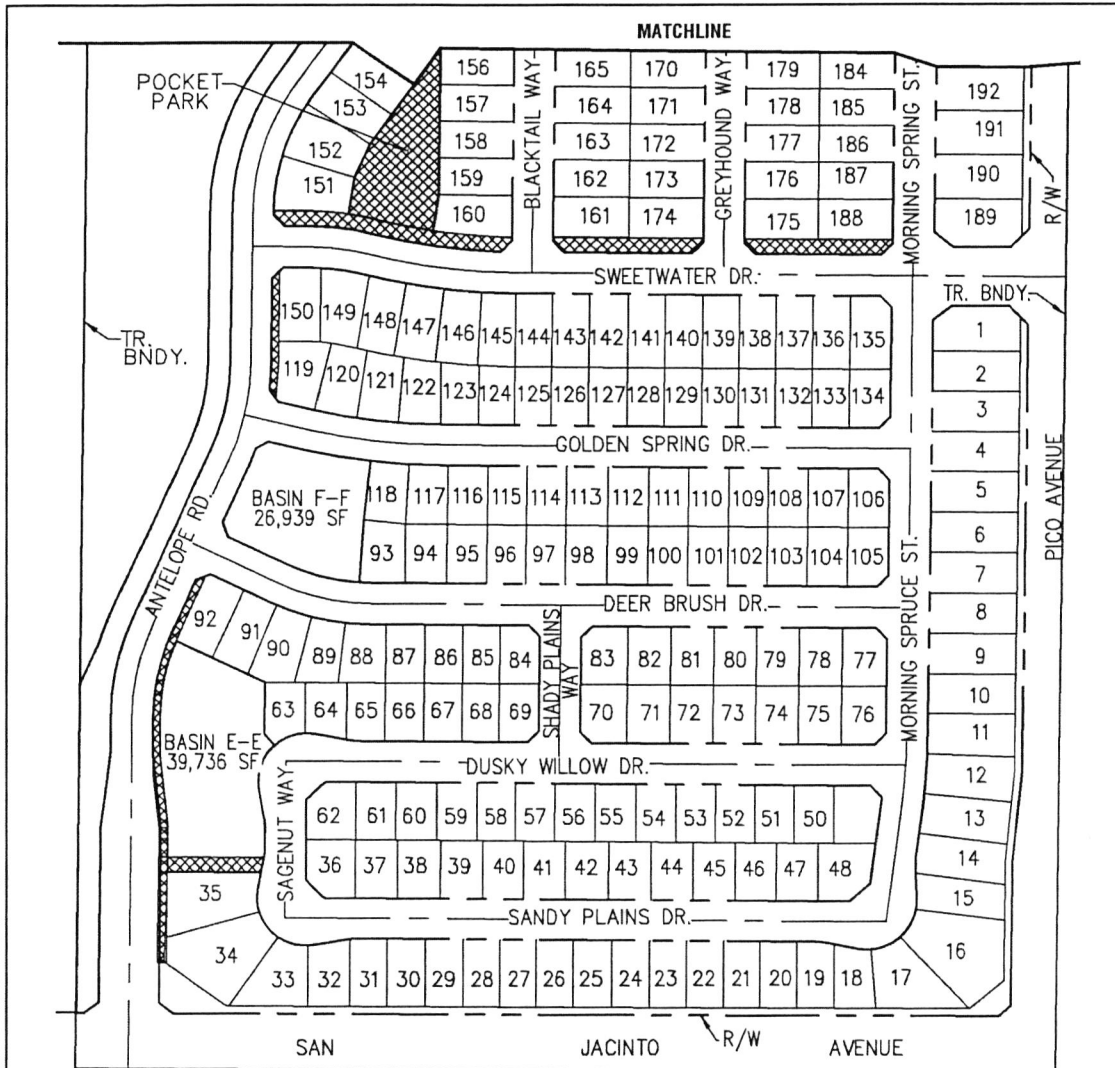 MATCHLINE
POCKET
PARK
154
153
152
151
156
157
158
159
160
BLACKTAIL WAY
165 170
164 171
163 172
162 173
161 174
GREYHOUND WAY
179 184
178 185
177 186
176 187
175 188
MORNING SPRING ST.
192
191
190
189
R/W
SWEETWATER DR.
TR. BNDY.
TR.
BNDY.
150 149 148 147 146 145 144 143 142 141 140 139 138 137 136 135
119 120 121 122 123 124 125 126 127 128 129 130 131 132 133 134
GOLDEN SPRING DR.
1
2
3
4
5
6
7
8
9
10
11
12
13
14
15
16
PICO AVENUE
ANTELOPE RD.
BASIN F-F
26,939 SF
118 117 116 115 114 113 112 111 110 109 108 107 106
93 94 95 96 97 98 99 100 101 102 103 104 105
MORNING SPRUCE ST.
DEER BRUSH DR.
92 91 90 89 88 87 86 85 84
SHADY PLAINS
WAY
83 82 81 80 79 78 77
63 64 65 66 67 68 69
70 71 72 73 74 75 76
BASIN E-E
39,736 SF
DUSKY WILLOW DR.
SAGENUT WAY
62 61 60 59 58 57 56 55 54 53 52 51 50
36 37 38 39 40 41 42 43 44 45 46 47 48
SANDY PLAINS DR.
35
34
33 32 31 30 29 28 27 26 25 24 23 22 21 20 19 18 17
R/W
SAN JACINTO AVENUE